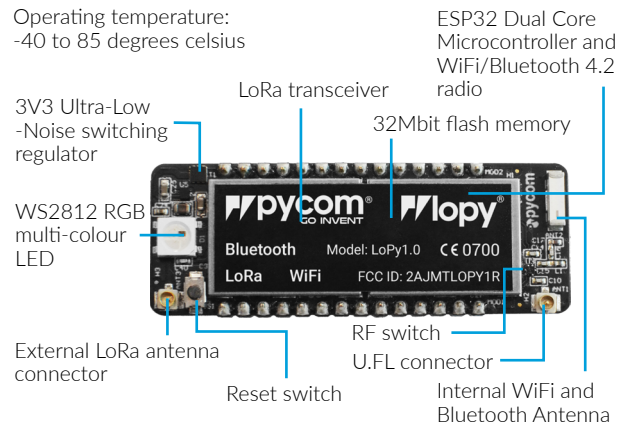 Operating temperature:
-40 to 85 degrees celsius
ESP32 Dual Core
Microcontroller and
WiFi/Bluetooth 4.2
radio
LoRa transceiver
32Mbit flash memory
3V3 Ultra-Low
-Noise switching
regulator
WS2812 RGB
multi-colour
LED
pycom®
GO INVENT
lopy®
Bluetooth
Model: LoPy1.0
CE0700
LoRa
WiFi
FCC ID: 2AJMTLOPY1R
pycom
RF switch
U.FL connector
External LoRa antenna
connector
Reset switch
Internal WiFi and
Bluetooth Antenna